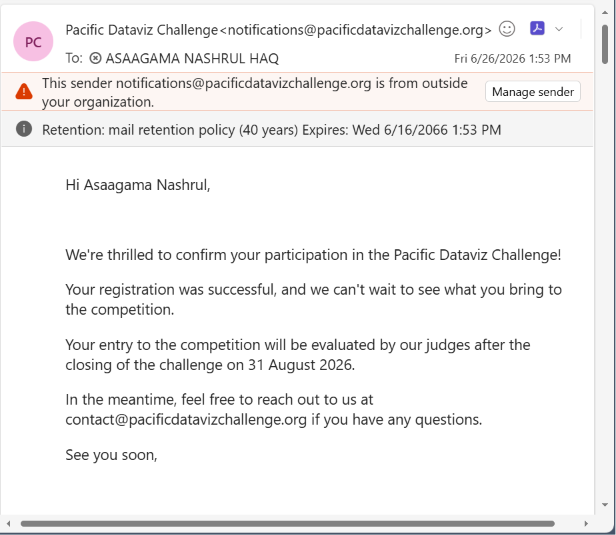 PC
Pacific Dataviz Challenge<notifications@pacificdatavizchallenge.org>
To: ASAAGAMA NASHRUL HAQ
Fri 6/26/2026 1:53 PM
This sender notifications@pacificdatavizchallenge.org is from outside
your organization.
Manage sender
Retention: mail retention policy (40 years) Expires: Wed 6/16/2066 1:53 PM
Hi Asaagama Nashrul,
We're thrilled to confirm your participation in the Pacific Dataviz Challenge!
Your registration was successful, and we can't wait to see what you bring to
the competition.
Your entry to the competition will be evaluated by our judges after the
closing of the challenge on 31 August 2026.
In the meantime, feel free to reach out to us at
contact@pacificdatavizchallenge.org if you have any questions.
See you soon,